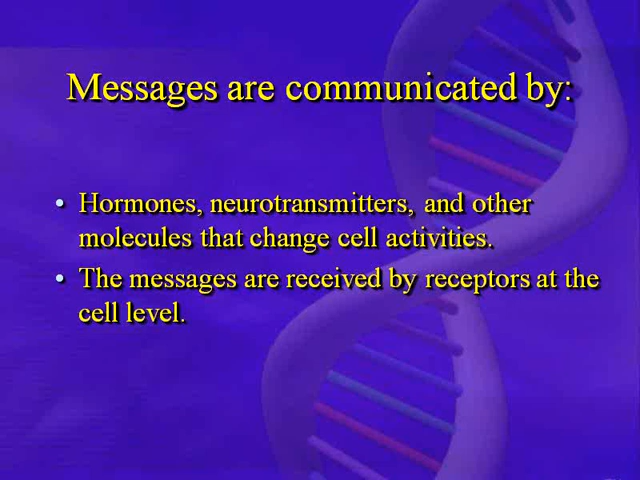 Messages are communicated by:
• Hormones, neurotransmitters, and other
molecules that change cell activities.
• The messages are received by receptors at the
cell level.